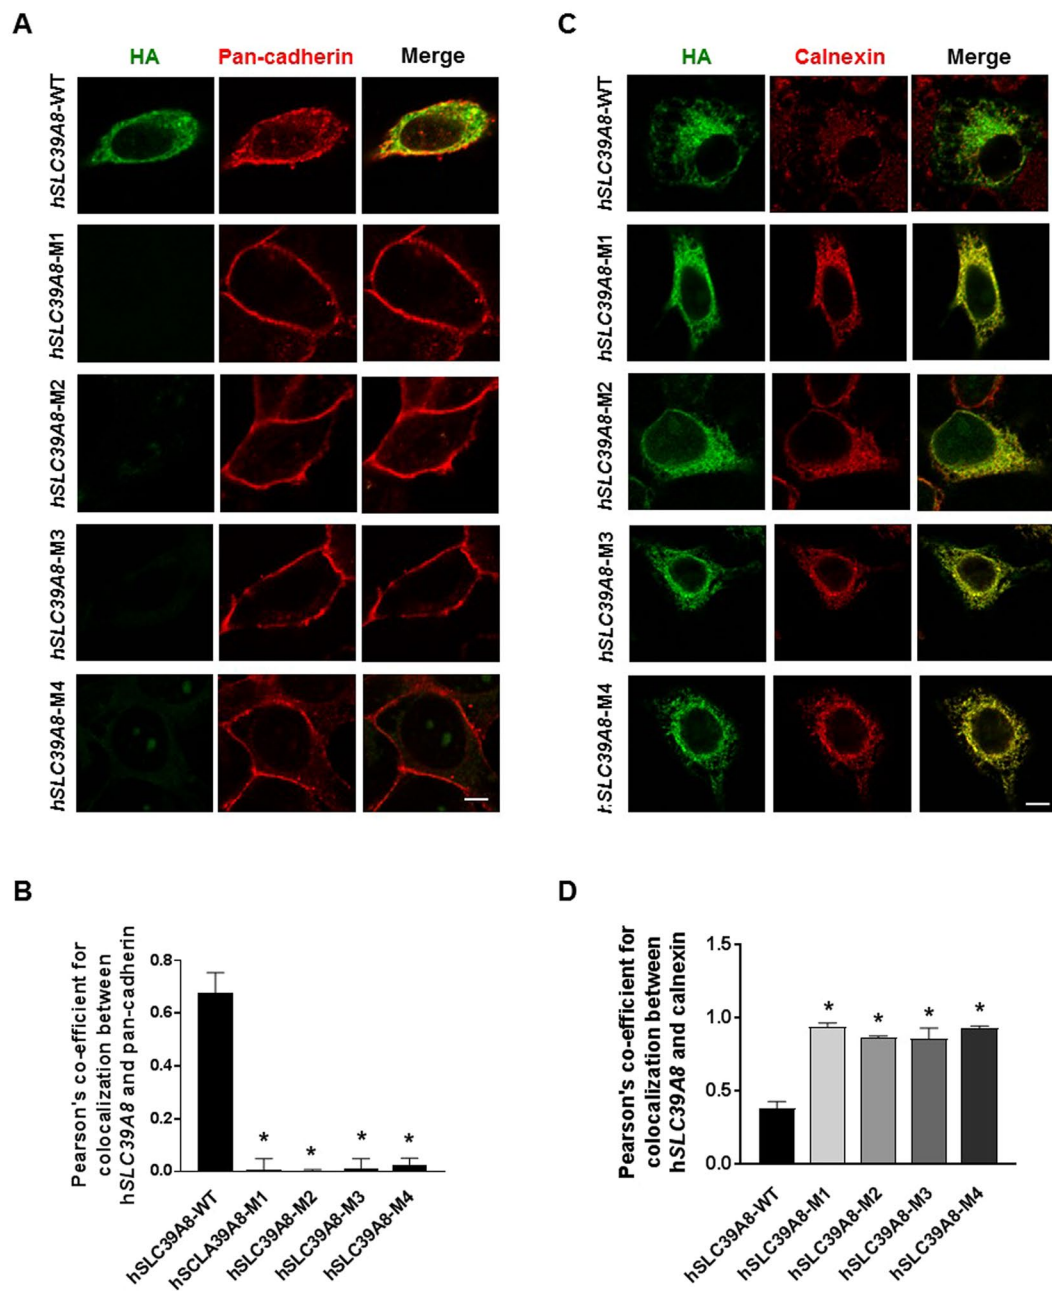 A
HA Pan-cadherin Merge
hSLC39A8-WT
hSLC39A8-M1
hSLC39A8-M2
hSLC39A8-M3
hSLC39A8-M4
C
HA Calnexin Merge
hSLC39A8-WT
hSLC39A8-M1
hSLC39A8-M2
hSLC39A8-M3
hSLC39A8-M4
B
Pearson's co-efficient for
colocalization between
hSLC39A8 and pan-cadherin
0.8
0.6
0.4
0.2
0.0
* * * *
hSLC39A8-WT
hSCLA39A8-M1
hSLC39A8-M2
hSLC39A8-M3
hSLC39A8-M4
D
Pearson's co-efficient for
colocalization between
hSLC39A8 and calnexin
1.5
1.0
0.5
0.0
* * * *
hSLC39A8-WT
hSLC39A8-M1
hSLC39A8-M2
hSLC39A8-M3
hSLC39A8-M4